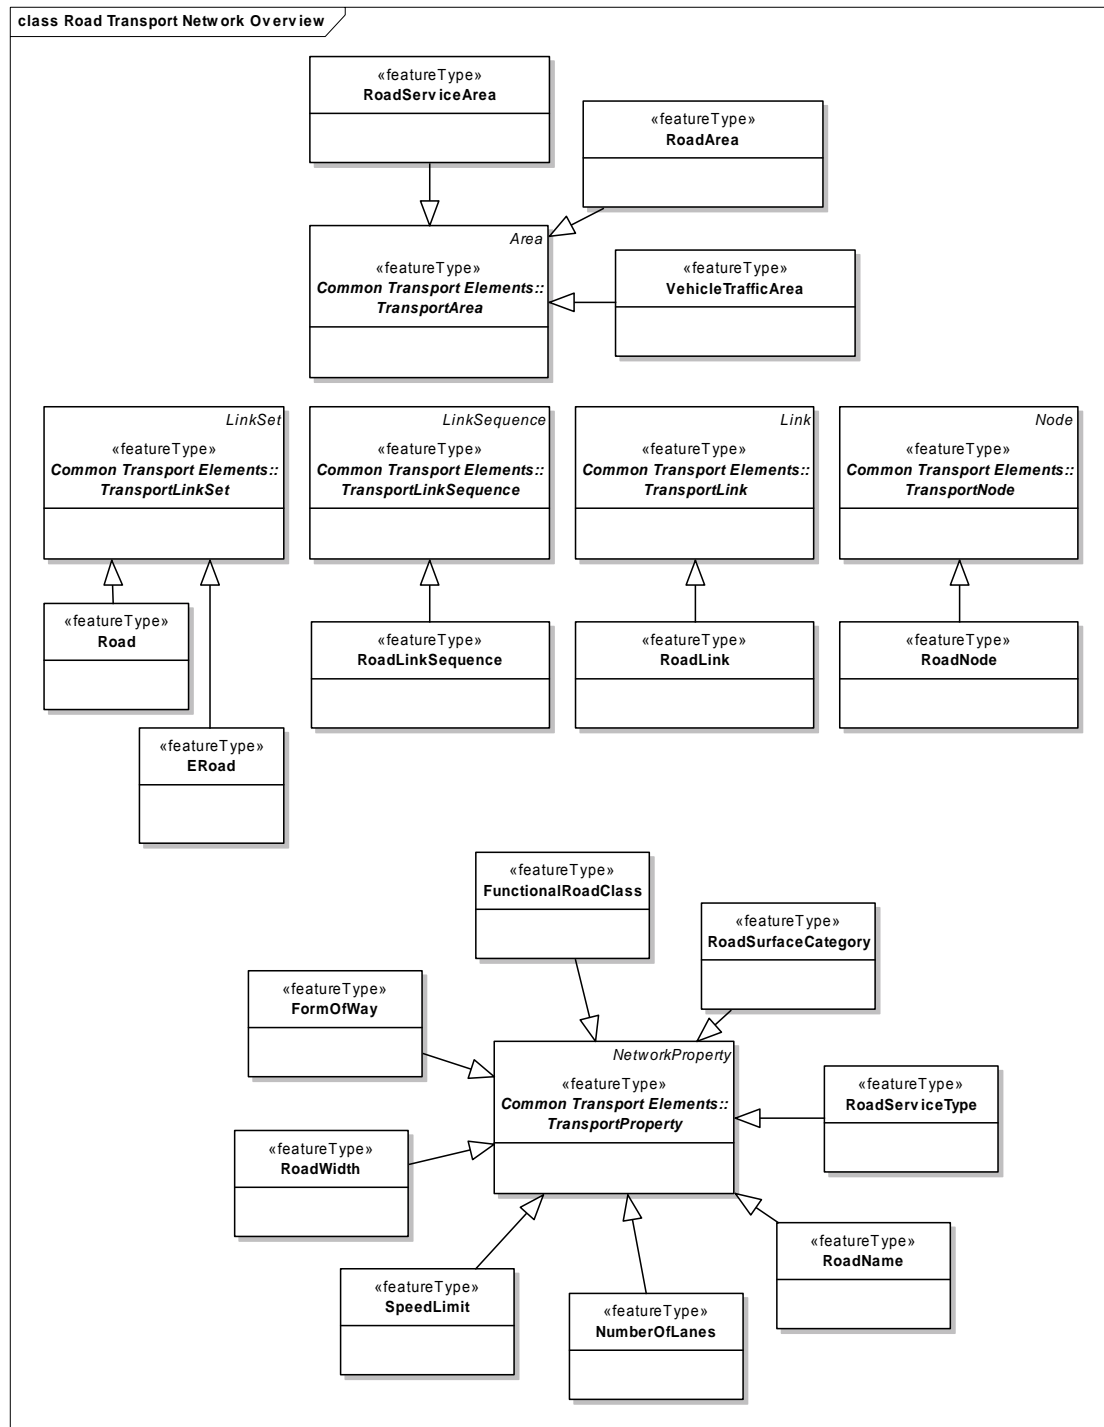 class Road Transport Network Overview
«featureType»
RoadServiceArea
«featureType»
RoadArea
Area
«featureType»
Common Transport Elements::
TransportArea
«featureType»
VehicleTrafficArea
LinkSet
«featureType»
Common Transport Elements::
TransportLinkSet
LinkSequence
«featureType»
Common Transport Elements::
TransportLinkSequence
Link
«featureType»
Common Transport Elements::
TransportLink
Node
«featureType»
Common Transport Elements::
TransportNode
«featureType»
Road
«featureType»
RoadLinkSequence
«featureType»
RoadLink
«featureType»
RoadNode
«featureType»
ERoad
«featureType»
FunctionalRoadClass
«featureType»
RoadSurfaceCategory
«featureType»
FormOfWay
NetworkProperty
«featureType»
Common Transport Elements::
TransportProperty
«featureType»
RoadServiceType
«featureType»
RoadWidth
«featureType»
RoadName
«featureType»
SpeedLimit
«featureType»
NumberOfLanes